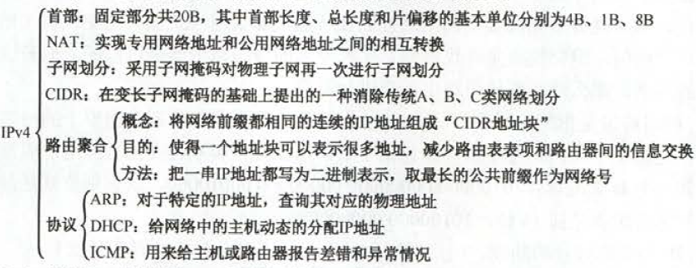 首部：固定部分共20B，其中首部长度、总长度和片偏移的基本单位分别为4B、1B、8B
NAT：实现专用网络地址和公用网络地址之间的相互转换
子网划分：采用子网掩码对物理子网再一次进行子网划分
CIDR：在变长子网掩码的基础上提出的一种消除传统A、B、C类网络划分
IPv4
概念：将网络前缀都相同的连续的IP地址组成“CIDR地址块”
路由聚合
目的：使得一个地址块可以表示很多地址，减少路由表表项和路由器间的信息交换
方法：把一串IP地址都写为二进制表示，取最长的公共前缀作为网络号
ARP：对于特定的IP地址，查询其对应的物理地址
协议
DHCP：给网络中的主机动态的分配IP地址
ICMP：用来给主机或路由器报告差错和异常情况